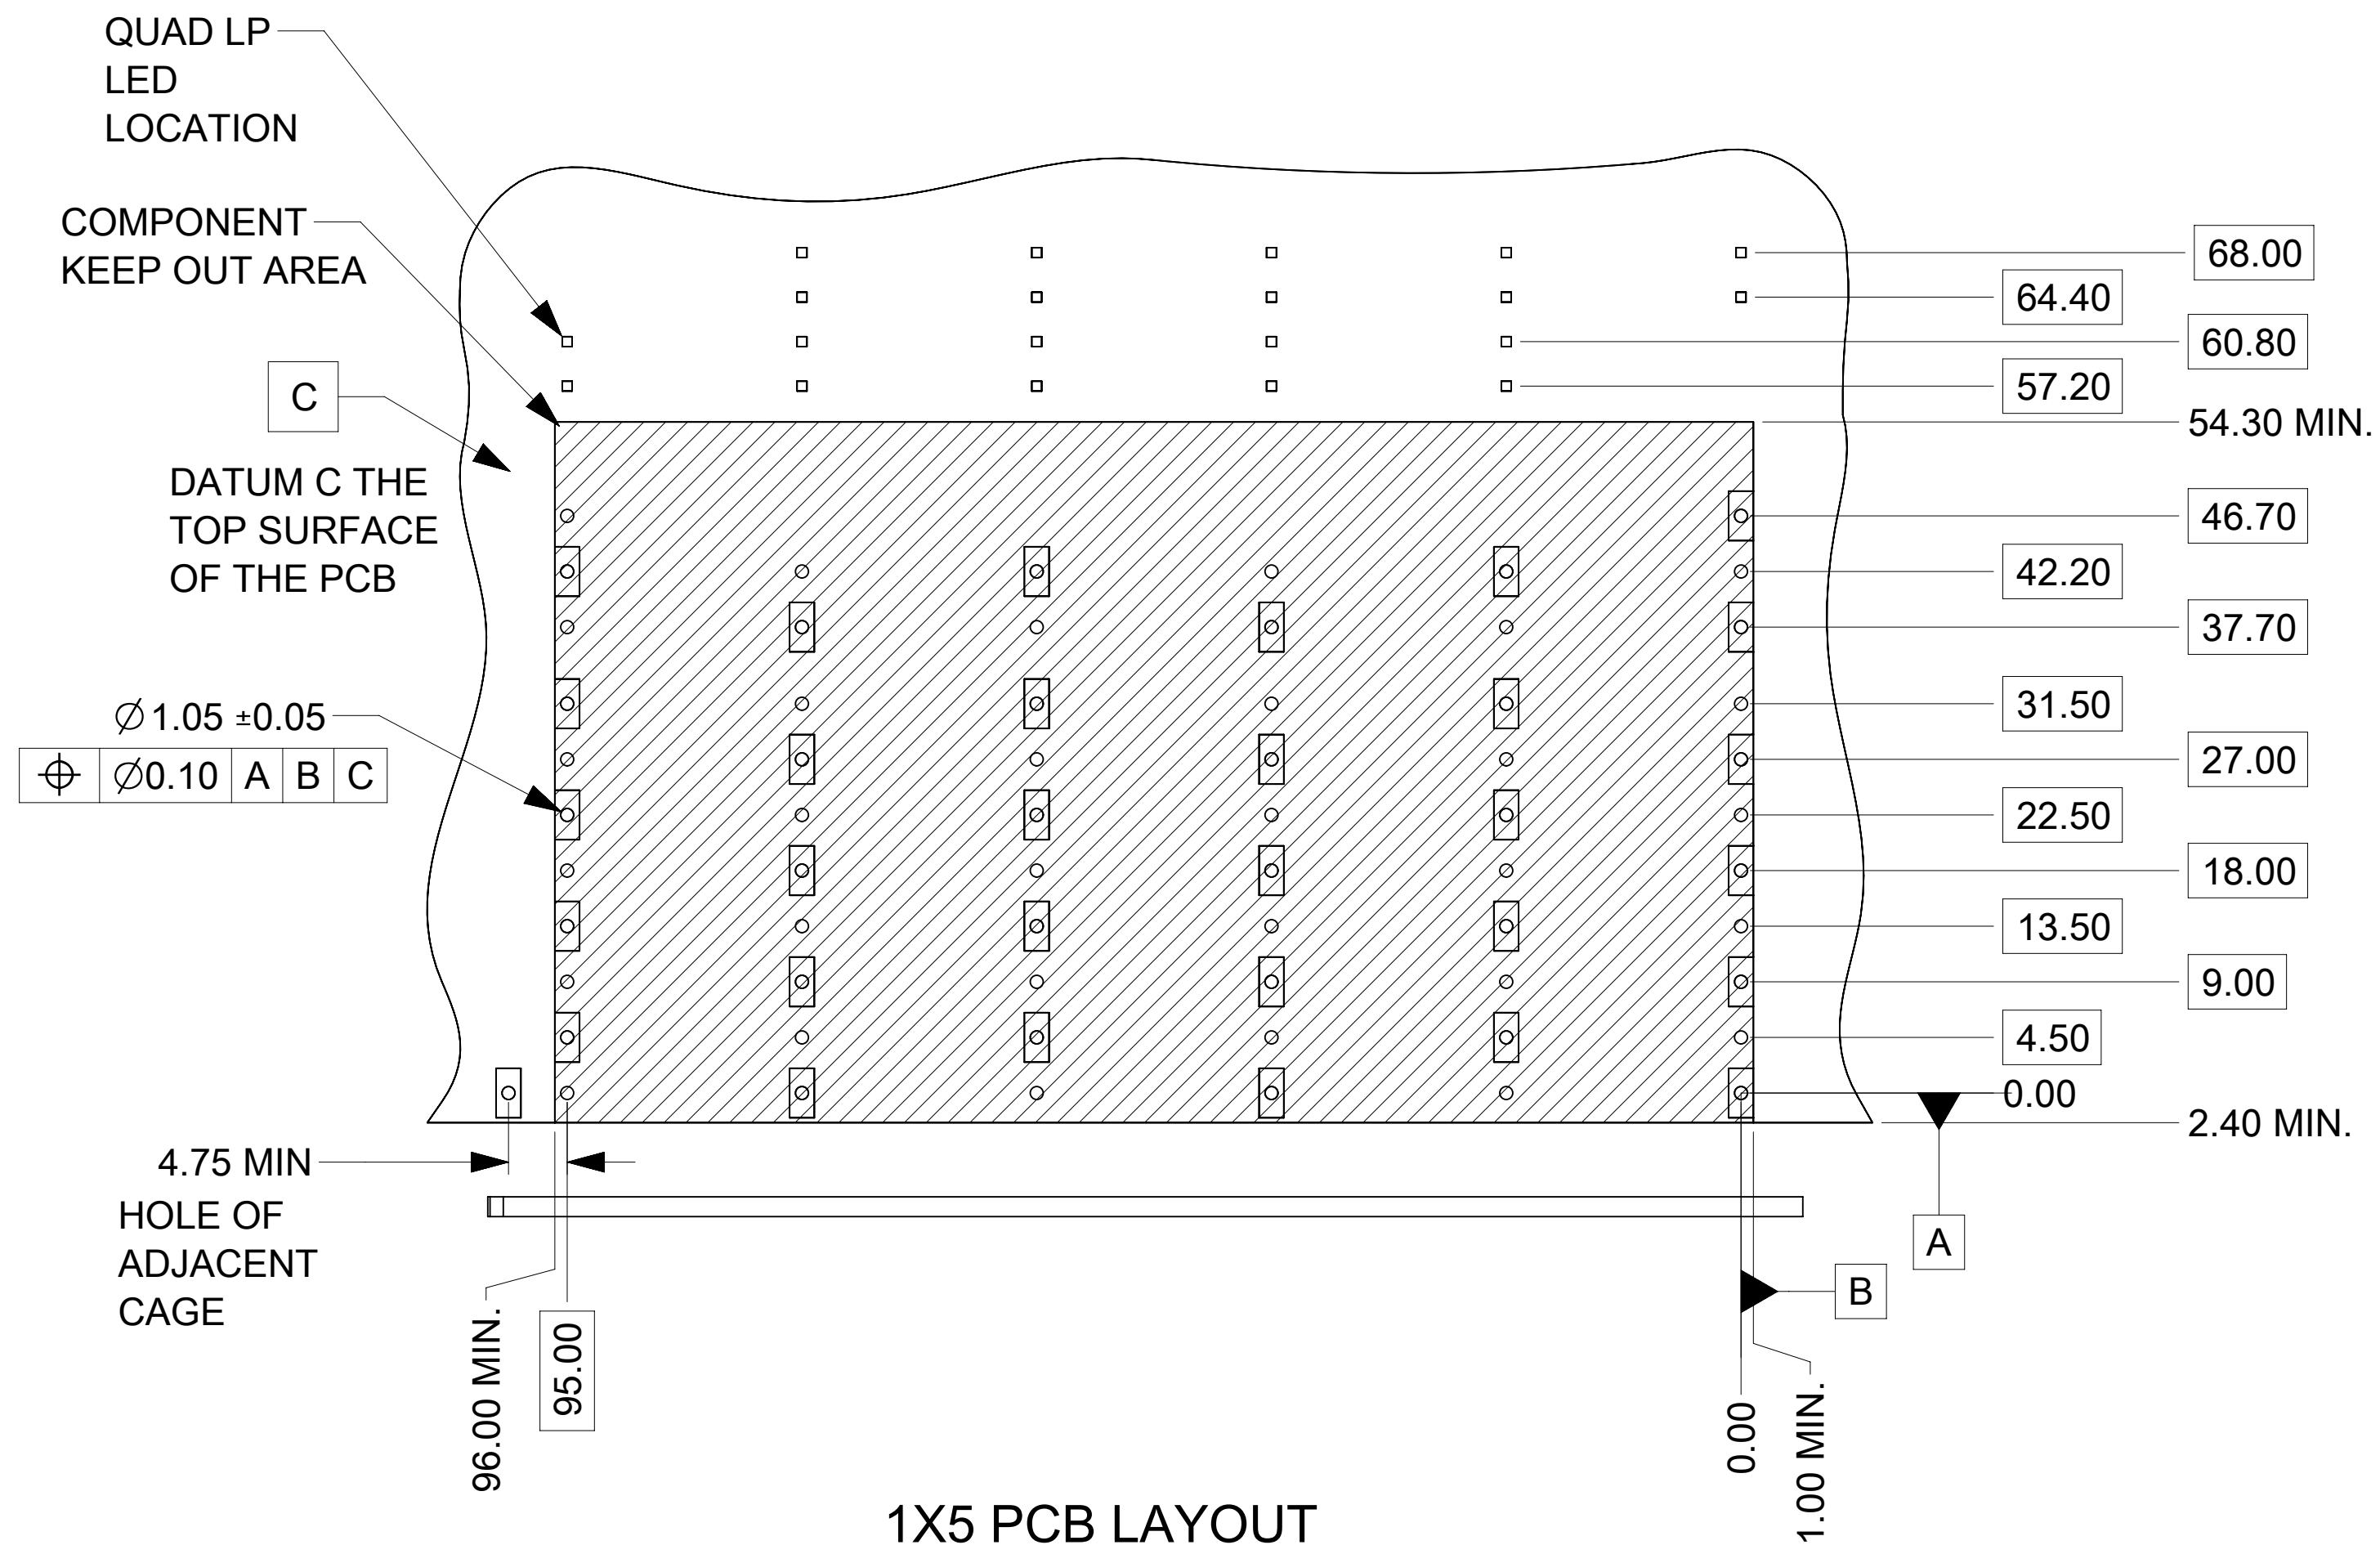 QUAD LP
LED
LOCATION
COMPONENT
KEEP OUT AREA
C
DATUM C THE
TOP SURFACE
OF THE PCB
∅1.05 ±0.05
⌖ ∅0.10 A B C
68.00
64.40
60.80
57.20
54.30 MIN.
46.70
42.20
37.70
31.50
27.00
22.50
18.00
13.50
9.00
4.50
0.00
2.40 MIN.
4.75 MIN
HOLE OF
ADJACENT
CAGE
A
B
96.00 MIN.
95.00
0.00
1.00 MIN.
1X5 PCB LAYOUT